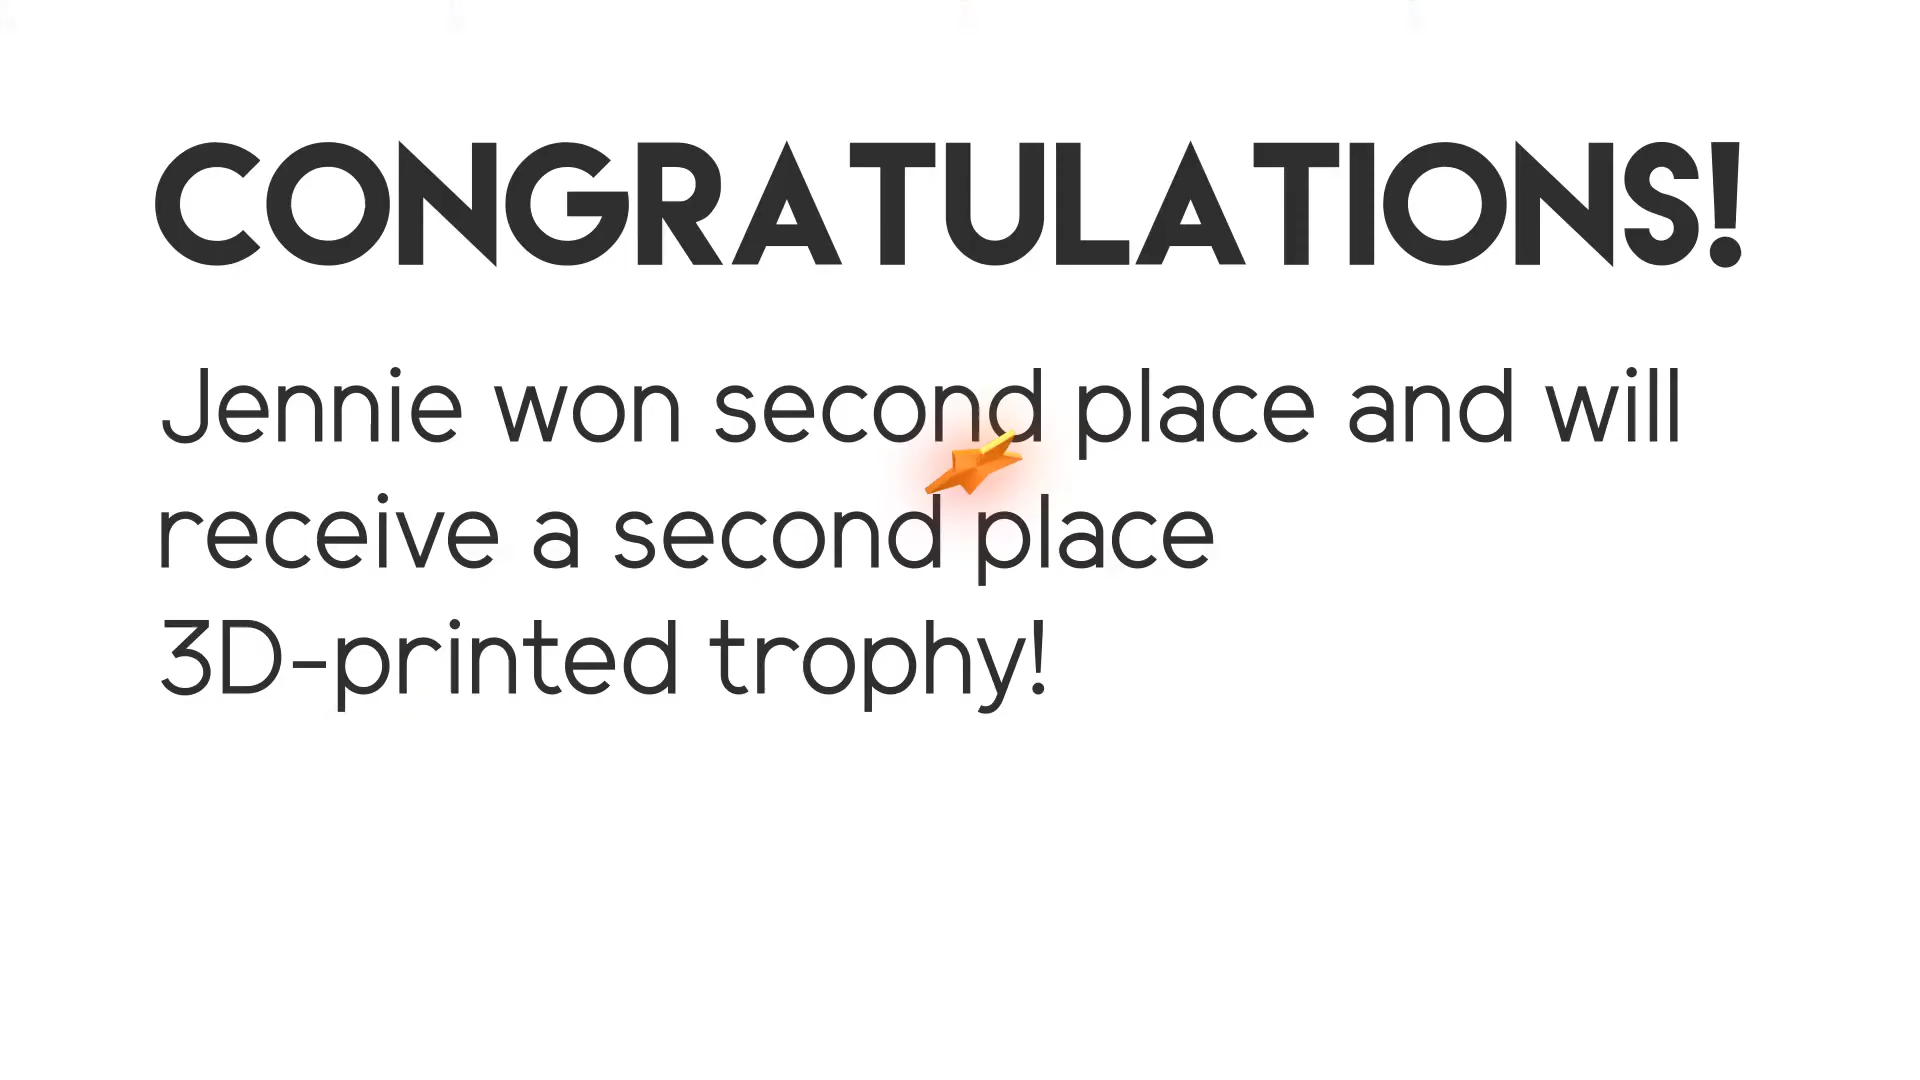 CONGRATULATIONS!
Jennie won second place and will
receive a second place
3D-printed trophy!